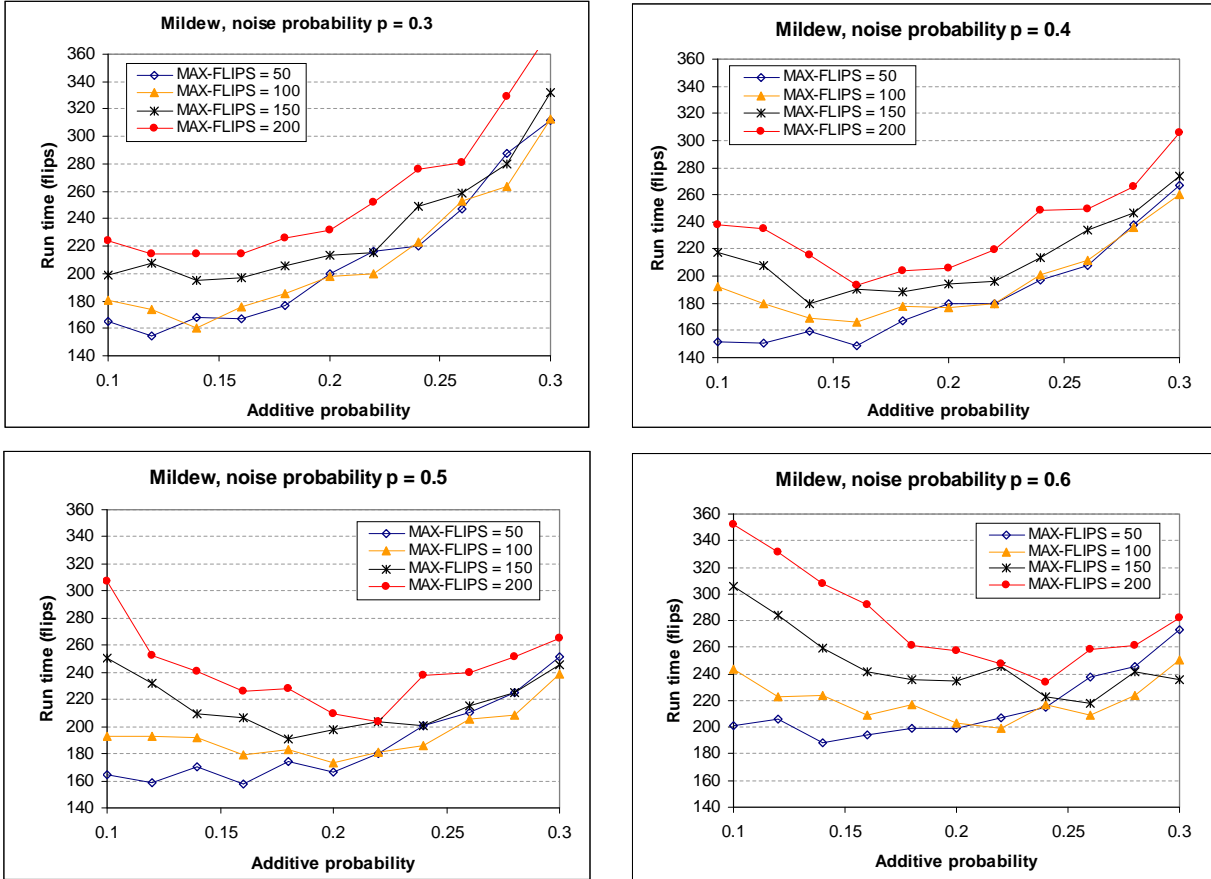 Mildew, noise probability p = 0.3
360
340
320
300
280
260
240
220
200
180
160
140
Run time (flips)
MAX-FLIPS = 50
MAX-FLIPS = 100
MAX-FLIPS = 150
MAX-FLIPS = 200
0.1
0.15
0.2
0.25
0.3
Additive probability
Mildew, noise probability p = 0.4
360
340
320
300
280
260
240
220
200
180
160
140
Run time (flips)
MAX-FLIPS = 50
MAX-FLIPS = 100
MAX-FLIPS = 150
MAX-FLIPS = 200
0.1
0.15
0.2
0.25
0.3
Additive probability
Mildew, noise probability p = 0.5
360
340
320
300
280
260
240
220
200
180
160
140
Run time (flips)
MAX-FLIPS = 50
MAX-FLIPS = 100
MAX-FLIPS = 150
MAX-FLIPS = 200
0.1
0.15
0.2
0.25
0.3
Additive probability
Mildew, noise probability p = 0.6
360
340
320
300
280
260
240
220
200
180
160
140
Run time (flips)
MAX-FLIPS = 50
MAX-FLIPS = 100
MAX-FLIPS = 150
MAX-FLIPS = 200
0.1
0.15
0.2
0.25
0.3
Additive probability